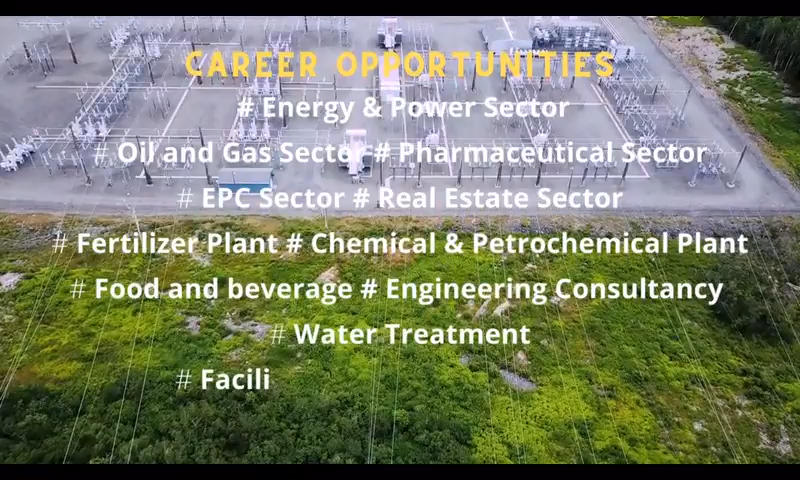 CAREER OPPORTUNITIES
# Energy & Power Sector
# Oil and Gas Sector # Pharmaceutical Sector
# EPC Sector # Real Estate Sector
# Fertilizer Plant # Chemical & Petrochemical Plant
# Food and beverage # Engineering Consultancy
# Water Treatment
# Facili